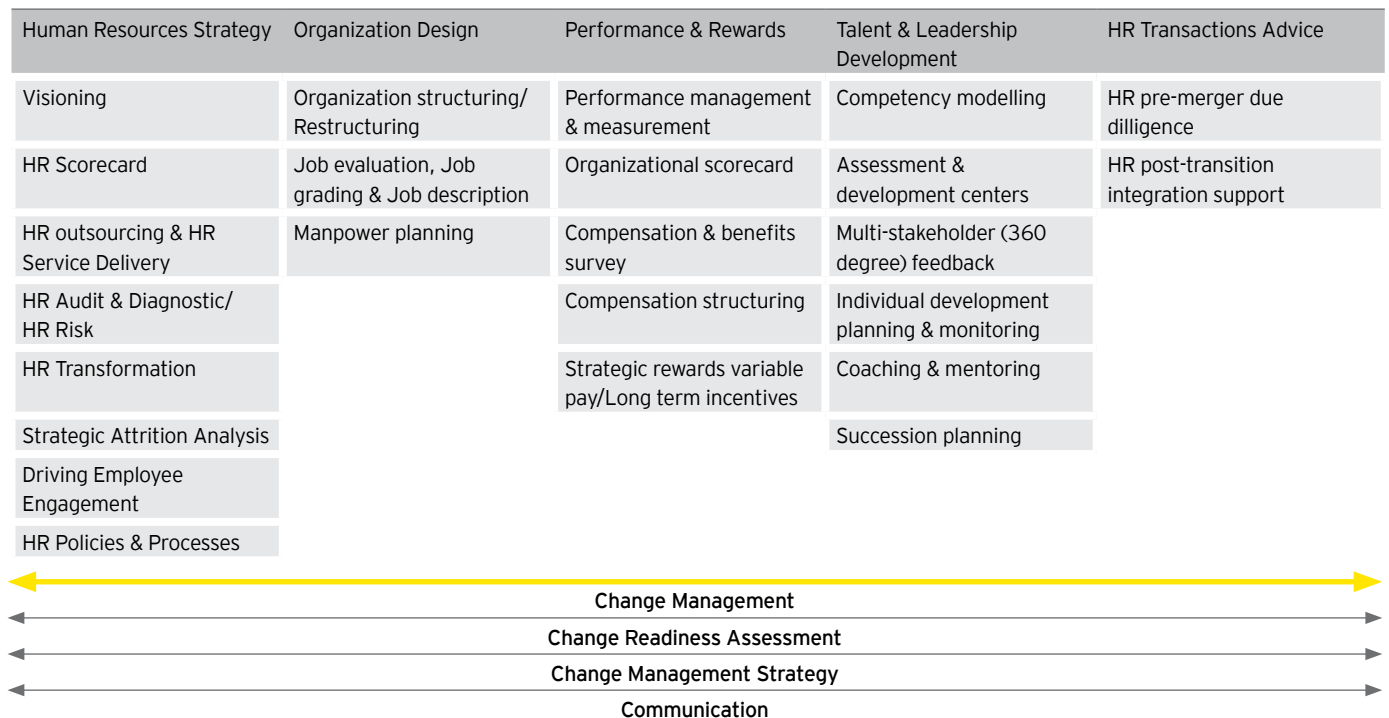 Human Resources Strategy
Organization Design
Performance & Rewards
Talent & Leadership
Development
HR Transactions Advice
Visioning
Organization structuring/
Restructuring
Performance management
& measurement
Competency modelling
HR pre-merger due
dilligence
HR Scorecard
Job evaluation, Job
grading & Job description
Organizational scorecard
Assessment &
development centers
HR post-transition
integration support
HR outsourcing & HR
Service Delivery
Manpower planning
Compensation & benefits
survey
Multi-stakeholder (360
degree) feedback
HR Audit & Diagnostic/
HR Risk
Compensation structuring
Individual development
planning & monitoring
HR Transformation
Strategic rewards variable
pay/Long term incentives
Coaching & mentoring
Strategic Attrition Analysis
Succession planning
Driving Employee
Engagement
HR Policies & Processes
Change Management
Change Readiness Assessment
Change Management Strategy
Communication